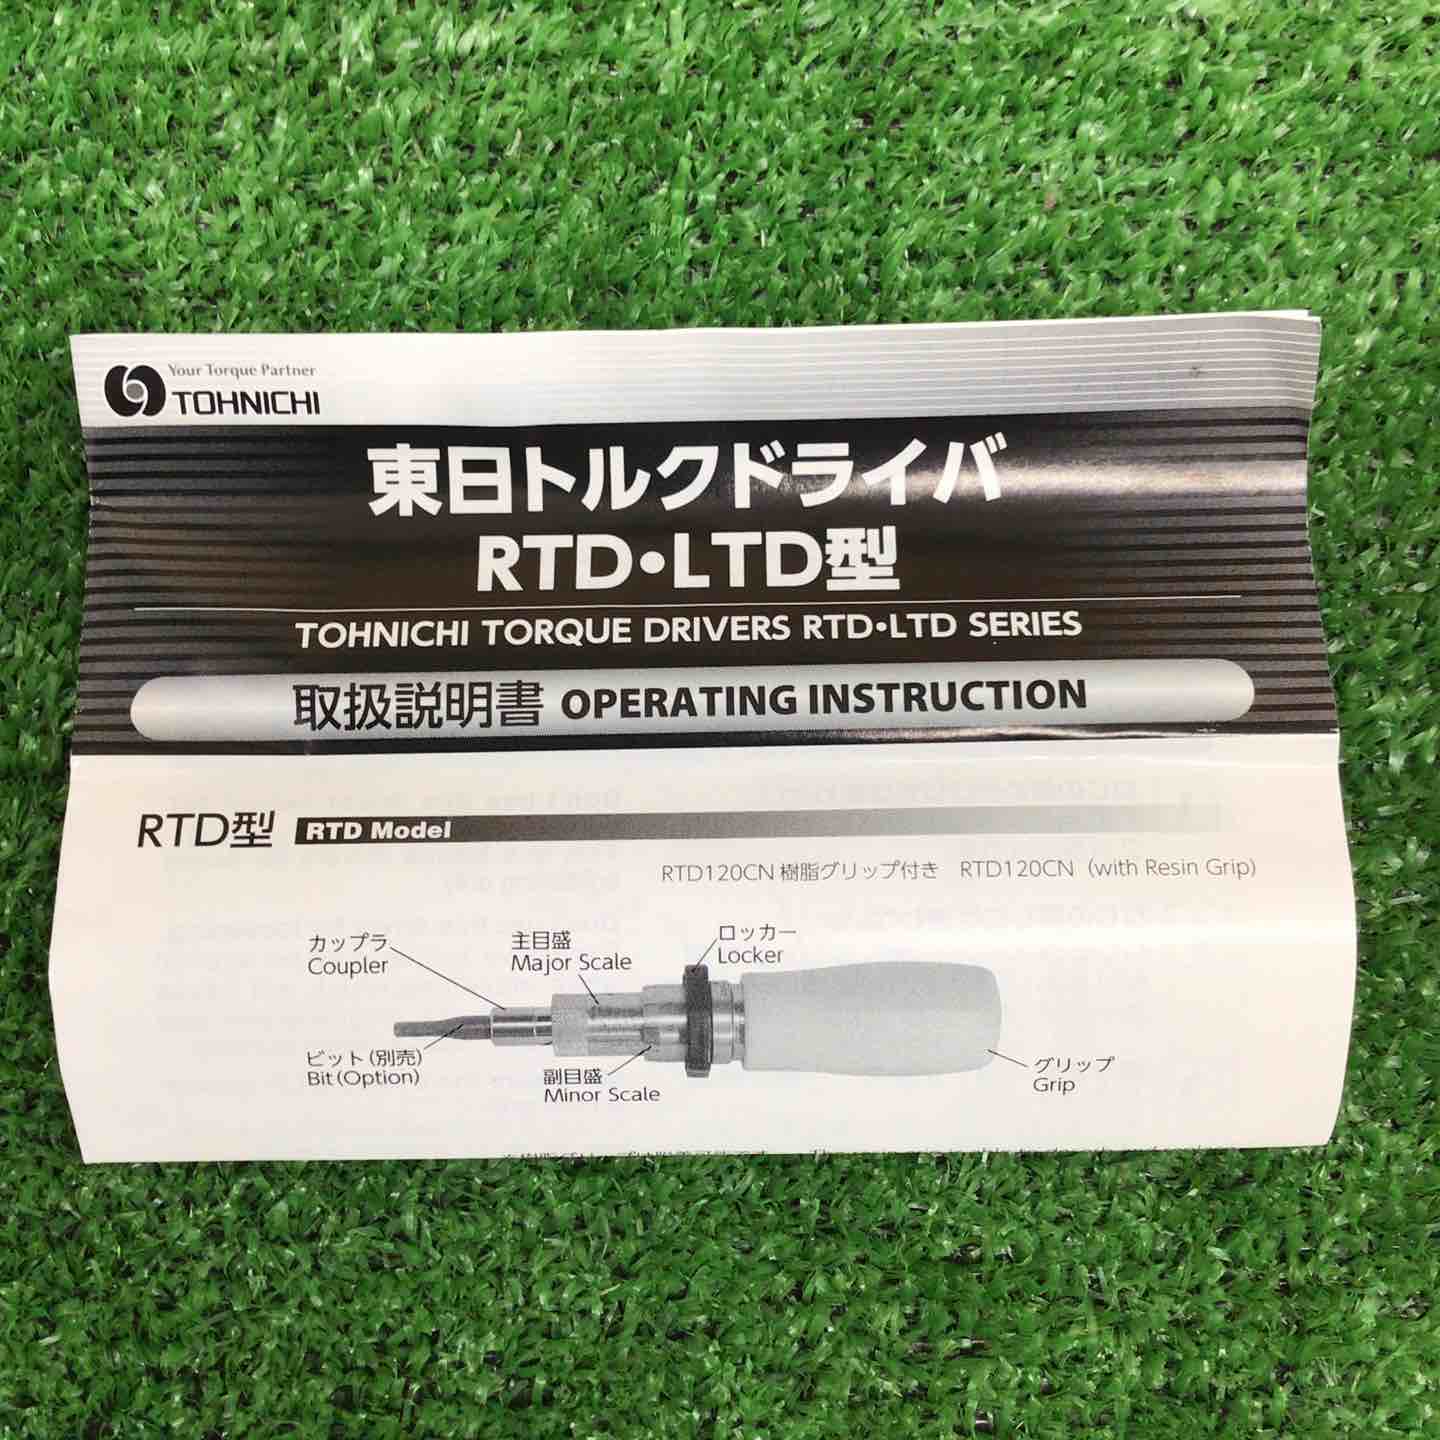 Your Torque Partner
TOHNICHI
東日トルクドライバ
RTD・LTD型
TOHNICHI TORQUE DRIVERS RTD・LTD SERIES
取扱説明書 OPERATING INSTRUCTION
RTD型 RTD Model
RTD120CN 樹脂グリップ付き RTD120CN (with Resin Grip)
カップラ
Coupler
主目盛
Major Scale
ロッカー
Locker
ビット(別売)
Bit(Option)
副目盛
Minor Scale
グリップ
Grip